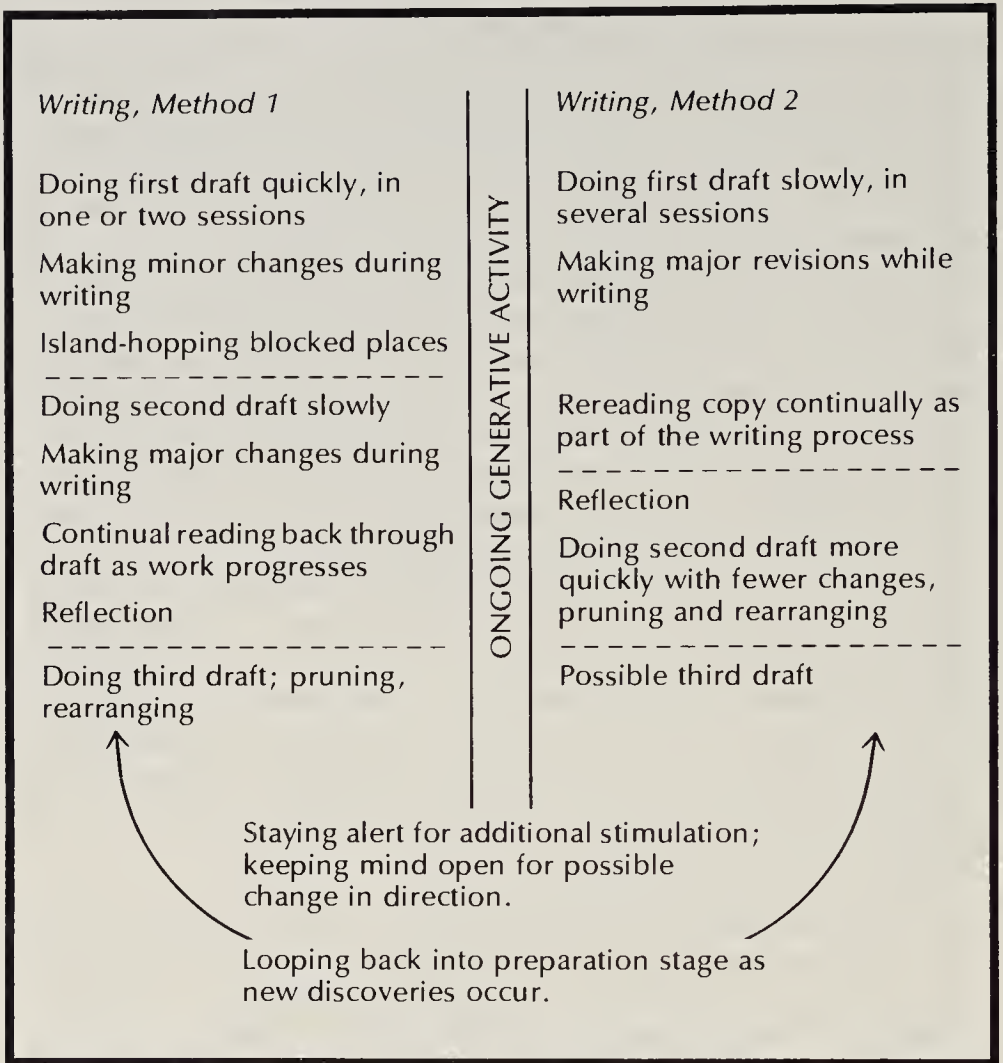 Writing, Method 1
Doing first draft quickly, in
one or two sessions
Making minor changes during
writing
Island-hopping blocked places
Doing second draft slowly
Making major changes during
writing
Continual reading back through
draft as work progresses
Reflection
Doing third draft; pruning,
rearranging
ONGOING GENERATIVE ACTIVITY
Writing, Method 2
Doing first draft slowly, in
several sessions
Making major revisions while
writing
Rereading copy continually as
part of the writing process
Reflection
Doing second draft more
quickly with fewer changes,
pruning and rearranging
Possible third draft
Staying alert for additional stimulation;
keeping mind open for possible
change in direction.
Looping back into preparation stage as
new discoveries occur.